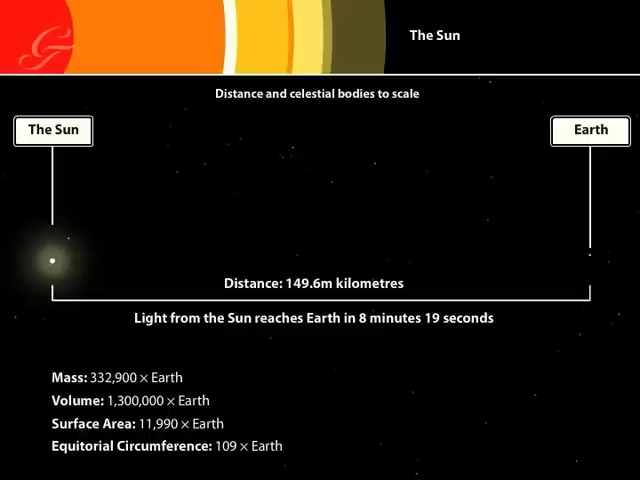 The Sun
Distance and celestial bodies to scale
The Sun
Earth
Distance: 149.6m kilometres
Light from the Sun reaches Earth in 8 minutes 19 seconds
Mass: 332,900 × Earth
Volume: 1,300,000 × Earth
Surface Area: 11,990 × Earth
Equitorial Circumference: 109 × Earth